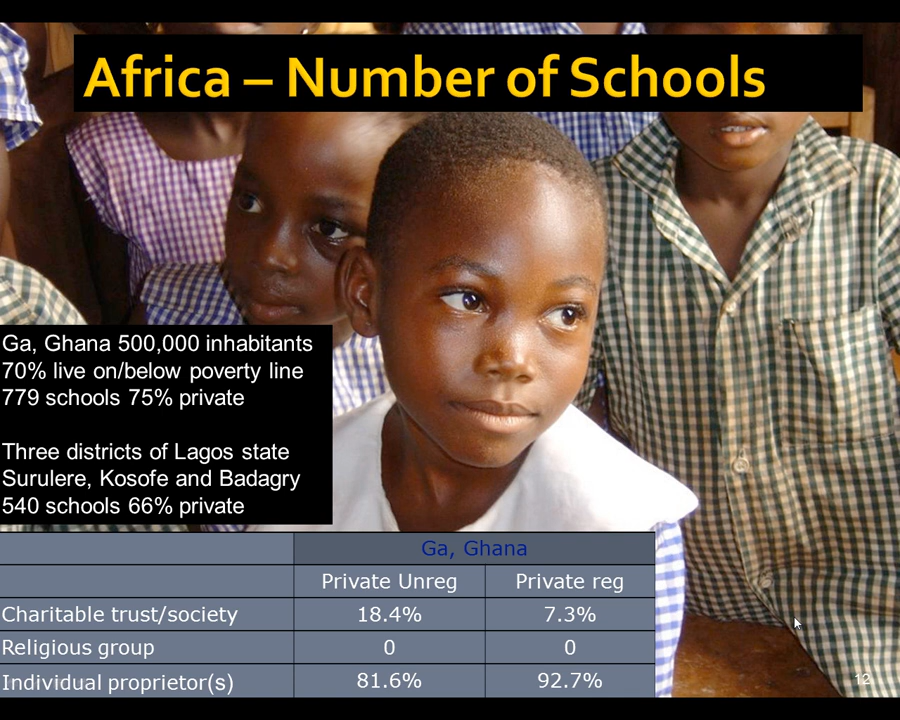 Africa – Number of Schools
Ga, Ghana 500,000 inhabitants
70% live on/below poverty line
779 schools 75% private
Three districts of Lagos state
Surulere, Kosofe and Badagry
540 schools 66% private
Ga, Ghana
Private Unreg Private reg
Charitable trust/society 18.4% 7.3%
Religious group 0 0
Individual proprietor(s) 81.6% 92.7%
12